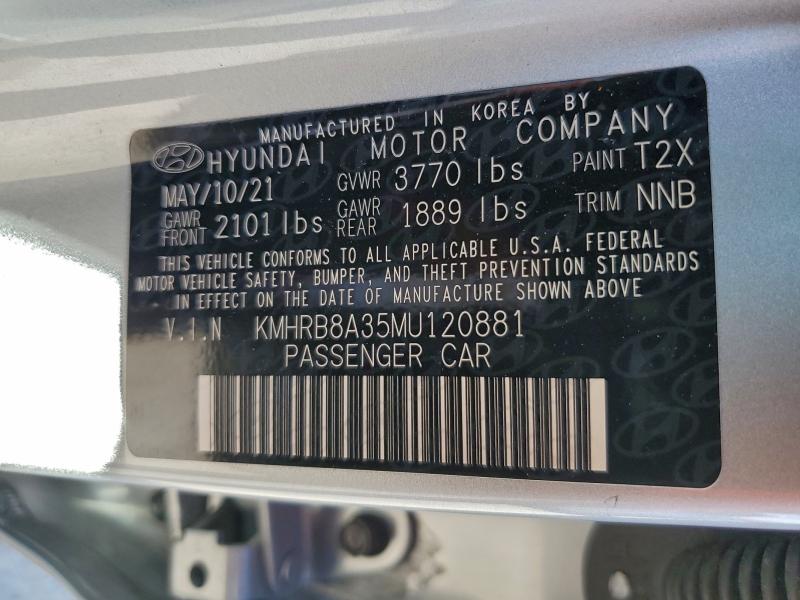 MANUFACTURED IN KOREA BY
HYUNDAI MOTOR COMPANY
MAY/10/21 GVWR 3770 lbs PAINT T2X
GAWR FRONT 2101 lbs GAWR REAR 1889 lbs TRIM NNB
THIS VEHICLE CONFORMS TO ALL APPLICABLE U.S.A. FEDERAL
MOTOR VEHICLE SAFETY, BUMPER, AND THEFT PREVENTION STANDARDS
IN EFFECT ON THE DATE OF MANUFACTURE SHOWN ABOVE
V.I.N KMHRB8A35MU120881
PASSENGER CAR